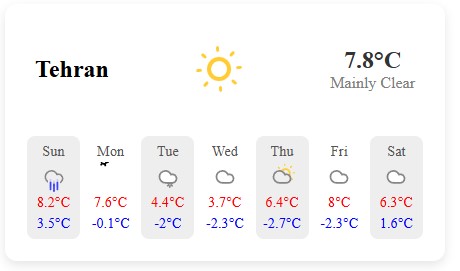 Tehran
7.8°C
Mainly Clear
Sun Mon Tue Wed Thu Fri Sat
8.2°C 7.6°C 4.4°C 3.7°C 6.4°C 8°C 6.3°C
3.5°C -0.1°C -2°C -2.3°C -2.7°C -2.3°C 1.6°C